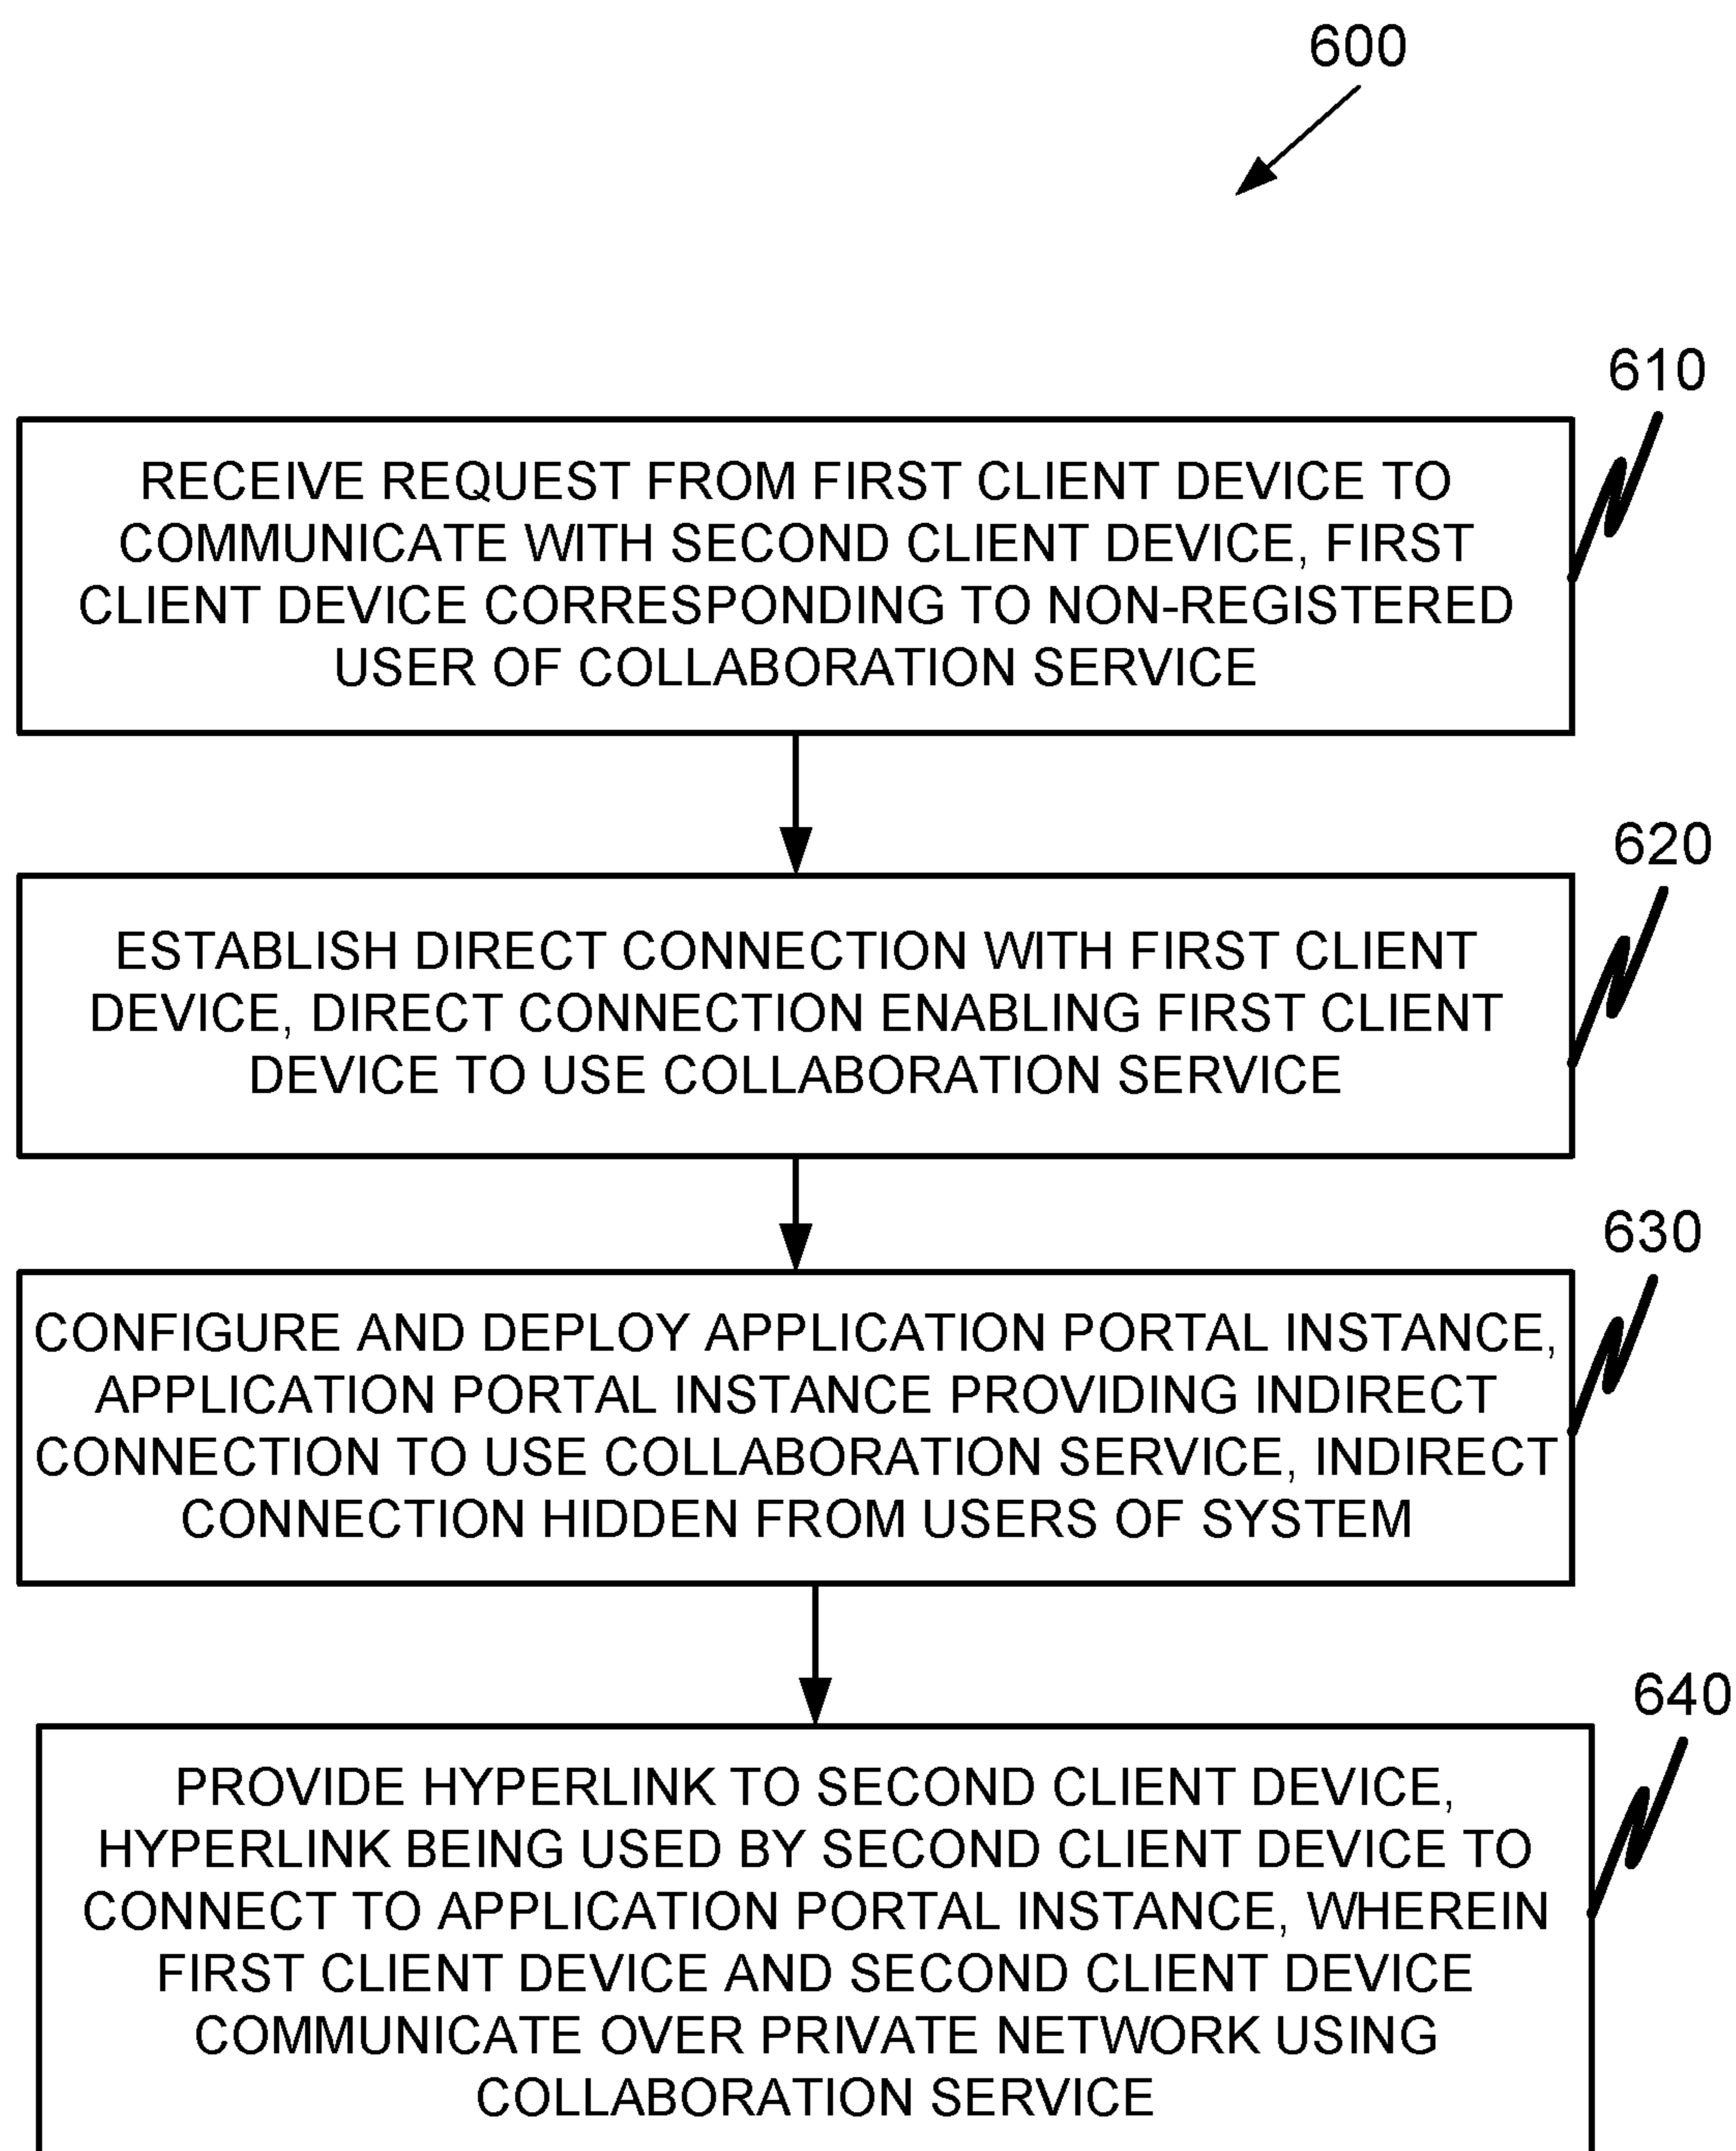 600
610
RECEIVE REQUEST FROM FIRST CLIENT DEVICE TO
COMMUNICATE WITH SECOND CLIENT DEVICE, FIRST
CLIENT DEVICE CORRESPONDING TO NON-REGISTERED
USER OF COLLABORATION SERVICE
620
ESTABLISH DIRECT CONNECTION WITH FIRST CLIENT
DEVICE, DIRECT CONNECTION ENABLING FIRST CLIENT
DEVICE TO USE COLLABORATION SERVICE
630
CONFIGURE AND DEPLOY APPLICATION PORTAL INSTANCE,
APPLICATION PORTAL INSTANCE PROVIDING INDIRECT
CONNECTION TO USE COLLABORATION SERVICE, INDIRECT
CONNECTION HIDDEN FROM USERS OF SYSTEM
640
PROVIDE HYPERLINK TO SECOND CLIENT DEVICE,
HYPERLINK BEING USED BY SECOND CLIENT DEVICE TO
CONNECT TO APPLICATION PORTAL INSTANCE, WHEREIN
FIRST CLIENT DEVICE AND SECOND CLIENT DEVICE
COMMUNICATE OVER PRIVATE NETWORK USING
COLLABORATION SERVICE